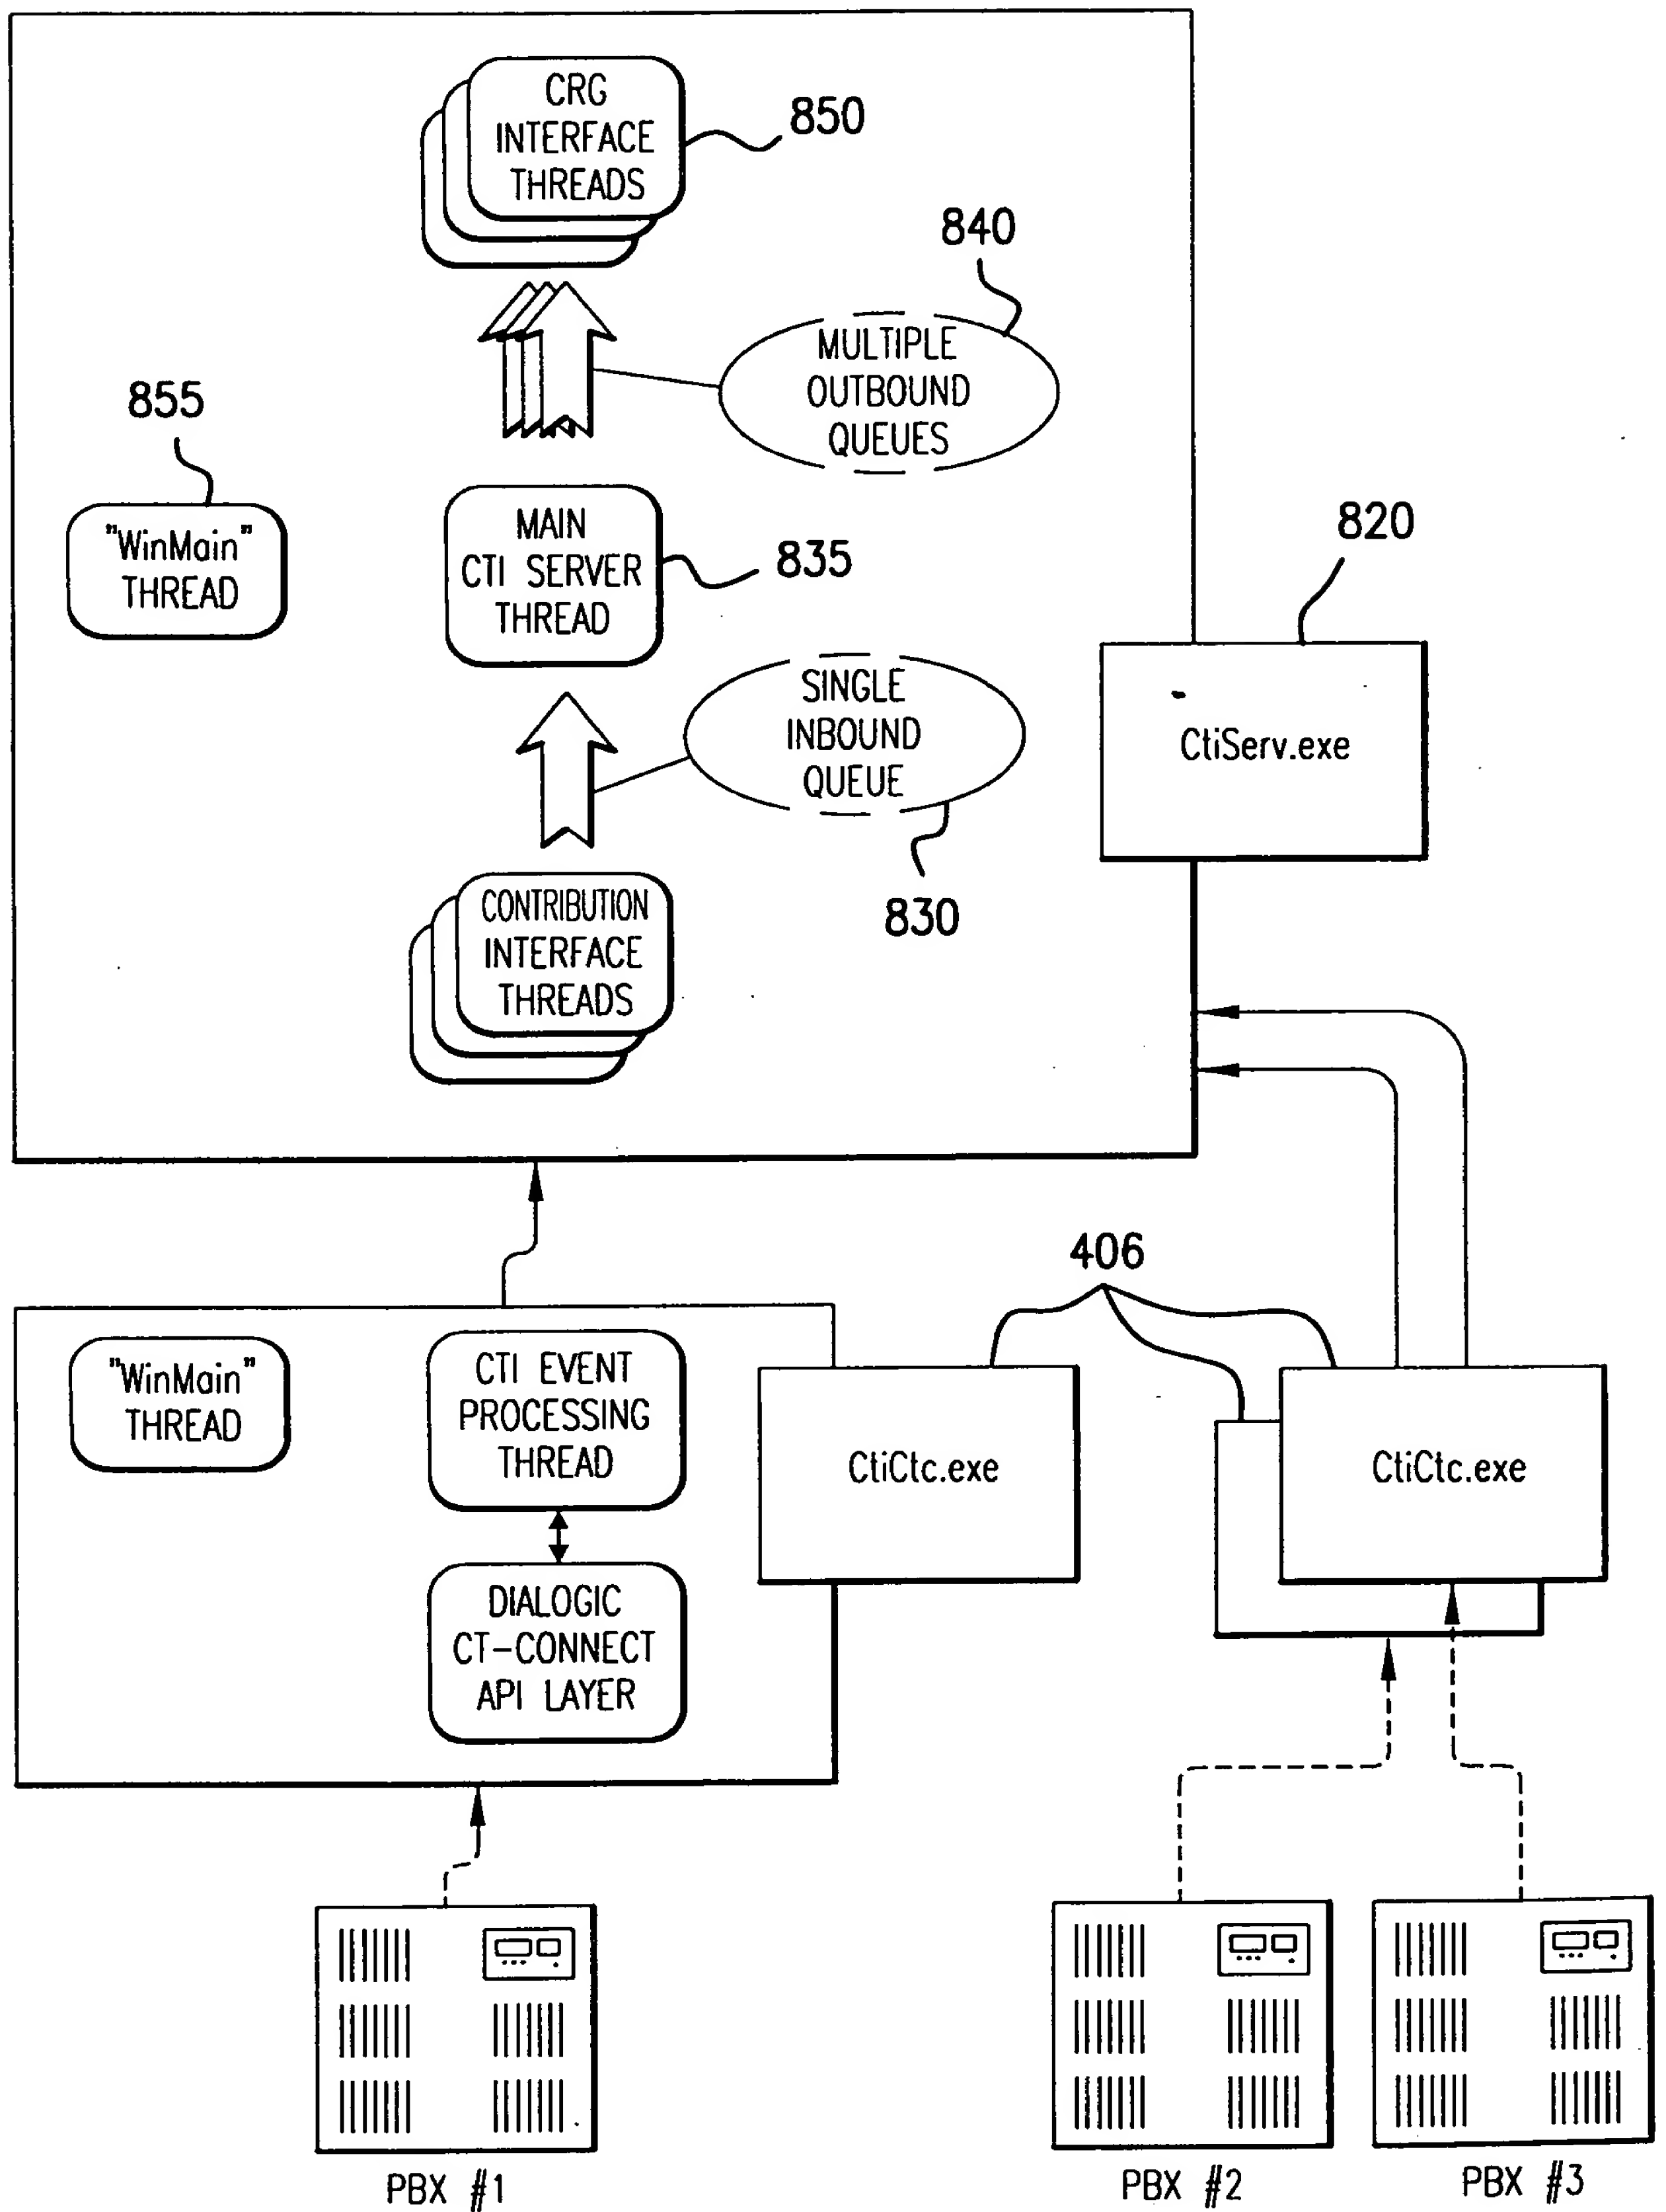 CRG
INTERFACE
THREADS
850
840
MULTIPLE
OUTBOUND
QUEUES
855
"WinMain"
THREAD
MAIN
CTI SERVER
THREAD
835
820
SINGLE
INBOUND
QUEUE
CtiServ.exe
830
CONTRIBUTION
INTERFACE
THREADS
406
"WinMain"
THREAD
CTI EVENT
PROCESSING
THREAD
CtiCtc.exe
CtiCtc.exe
DIALOGIC
CT-CONNECT
API LAYER
PBX #1
PBX #2
PBX #3